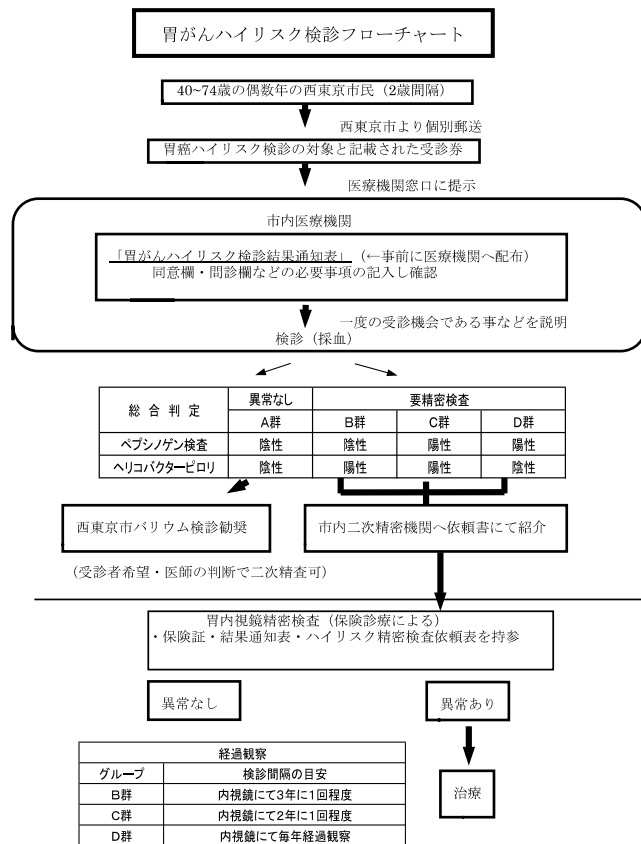 胃がんハイリスク検診フローチャート
40~74歳の偶数年の西東京市民（2歳間隔）
西東京市より個別郵送
胃癌ハイリスク検診の対象と記載された受診券
医療機関窓口に提示
市内医療機関
「胃がんハイリスク検診結果通知表」（←事前に医療機関へ配布）
同意欄・問診欄などの必要事項の記入し確認
一度の受診機会である事などを説明
検診（採血）
総合判定 異常なし 要精密検査
A群 B群 C群 D群
ペプシノゲン検査 陰性 陰性 陽性 陽性
ヘリコバクターピロリ 陰性 陽性 陽性 陰性
西東京市バリウム検診勧奨 市内二次精密機関へ依頼書にて紹介
（受診者希望・医師の判断で二次精査可）
胃内視鏡精密検査（保険診療による）
・保険証・結果通知表・ハイリスク精密検査依頼表を持参
異常なし 異常あり
経過観察
グループ 検診間隔の目安
B群 内視鏡にて3年に1回程度
C群 内視鏡にて2年に1回程度
D群 内視鏡にて毎年経過観察
治療